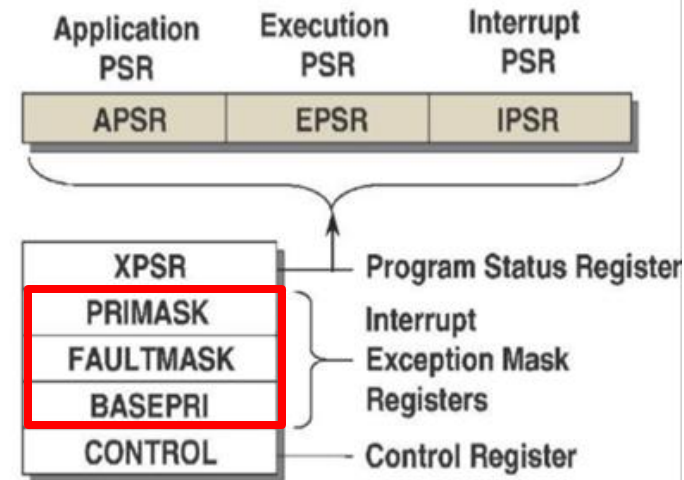 Application PSR
Execution PSR
Interrupt PSR
APSR
EPSR
IPSR
XPSR
Program Status Register
PRIMASK
FAULTMASK
BASEPRI
Interrupt
Exception Mask
Registers
CONTROL
Control Register